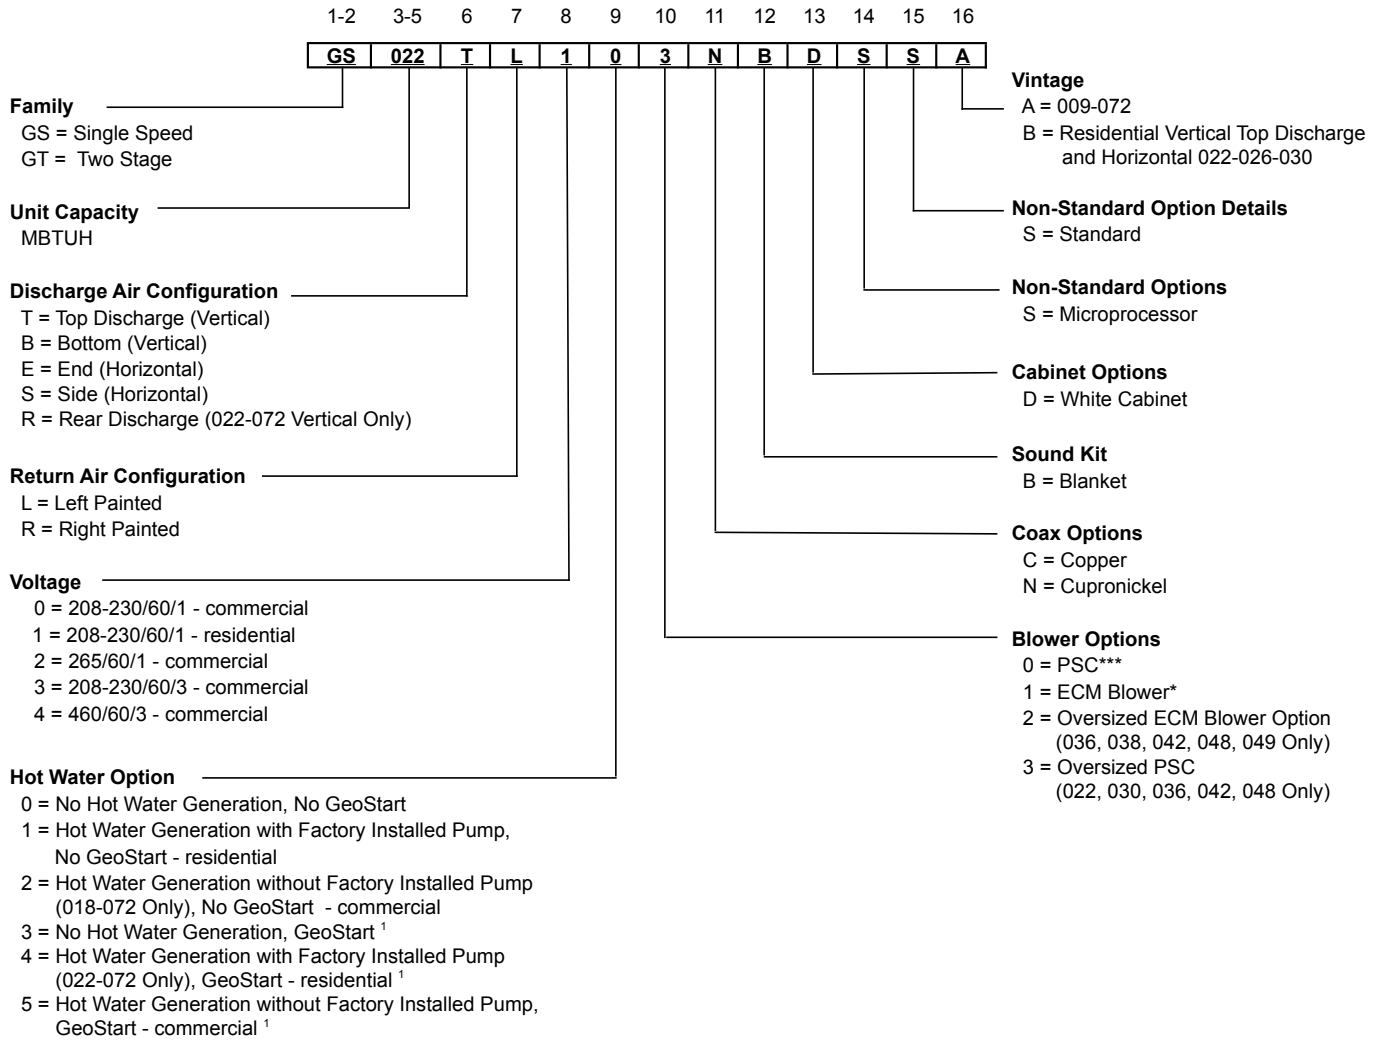 1-2 3-5 6 7 8 9 10 11 12 13 14 15 16
GS 022 T L 1 0 3 N B D S S A
Family
GS = Single Speed
GT = Two Stage
Unit Capacity
MBTUH
Discharge Air Configuration
T = Top Discharge (Vertical)
B = Bottom (Vertical)
E = End (Horizontal)
S = Side (Horizontal)
R = Rear Discharge (022-072 Vertical Only)
Return Air Configuration
L = Left Painted
R = Right Painted
Voltage
0 = 208-230/60/1 - commercial
1 = 208-230/60/1 - residential
2 = 265/60/1 - commercial
3 = 208-230/60/3 - commercial
4 = 460/60/3 - commercial
Hot Water Option
0 = No Hot Water Generation, No GeoStart
1 = Hot Water Generation with Factory Installed Pump,
No GeoStart - residential
2 = Hot Water Generation without Factory Installed Pump
(018-072 Only), No GeoStart - commercial
3 = No Hot Water Generation, GeoStart ¹
4 = Hot Water Generation with Factory Installed Pump
(022-072 Only), GeoStart - residential ¹
5 = Hot Water Generation without Factory Installed Pump,
GeoStart - commercial ¹
Vintage
A = 009-072
B = Residential Vertical Top Discharge
and Horizontal 022-026-030
Non-Standard Option Details
S = Standard
Non-Standard Options
S = Microprocessor
Cabinet Options
D = White Cabinet
Sound Kit
B = Blanket
Coax Options
C = Copper
N = Cupronickel
Blower Options
0 = PSC***
1 = ECM Blower*
2 = Oversized ECM Blower Option
(036, 038, 042, 048, 049 Only)
3 = Oversized PSC
(022, 030, 036, 042, 048 Only)